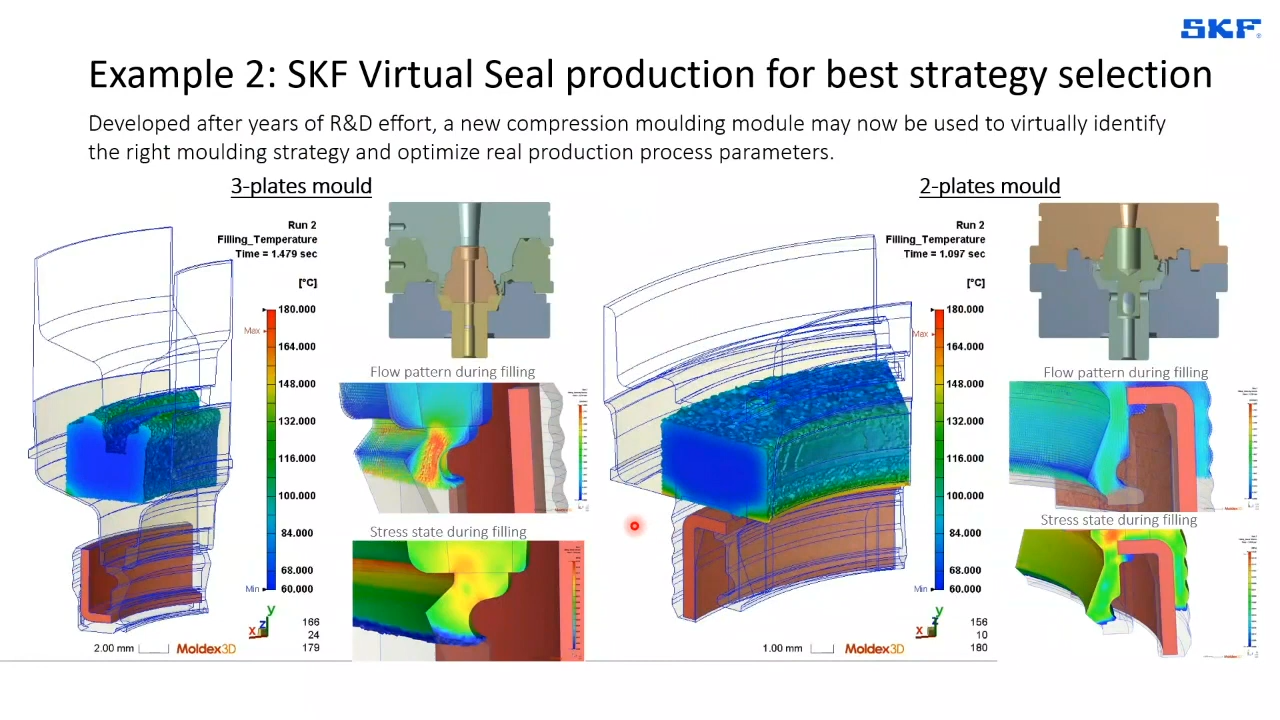 SKF
Example 2: SKF Virtual Seal production for best strategy selection
Developed after years of R&D effort, a new compression moulding module may now be used to virtually identify
the right moulding strategy and optimize real production process parameters.
3-plates mould
Run 2
Filling_Temperature
Time = 1.479 sec
[°C]
180.000
Max
164.000
148.000
132.000
116.000
100.000
84.000
68.000
Min
60.000
y
z
x
166
24
179
2.00 mm
Moldex3D
Flow pattern during filling
Stress state during filling
2-plates mould
Run 2
Filling_Temperature
Time = 1.097 sec
[°C]
180.000
Max
164.000
148.000
132.000
116.000
100.000
84.000
68.000
Min
60.000
y
z
x
156
10
180
1.00 mm
Moldex3D
Flow pattern during filling
Stress state during filling